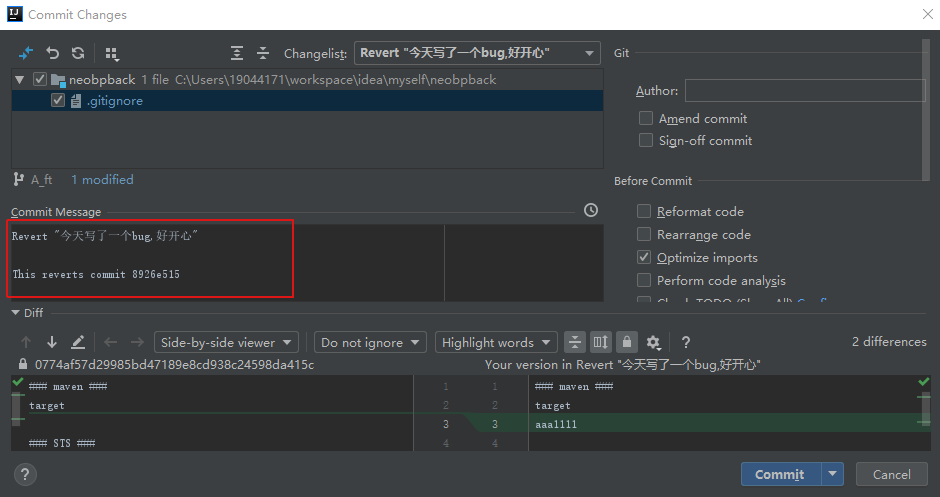 Commit Changes
Changelist: Revert "今天写了一个bug,好开心"
Git
neobpback 1 file C:\Users\19044171\workspace\idea\myself\neobpback
.gitignore
Author:
Amend commit
Sign-off commit
A_ft 1 modified
Before Commit
Commit Message
Reformat code
Revert "今天写了一个bug,好开心"
Rearrange code
Optimize imports
This reverts commit 8926e515
Perform code analysis
Diff
Side-by-side viewer Do not ignore Highlight words ? 2 differences
0774af57d29985bd47189e8cd938c24598da415c Your version in Revert "今天写了一个bug,好开心"
### maven ### 1 1 ### maven ###
target 2 2 target
3 3 aaallll
### STS ### 4 4
? Commit Cancel